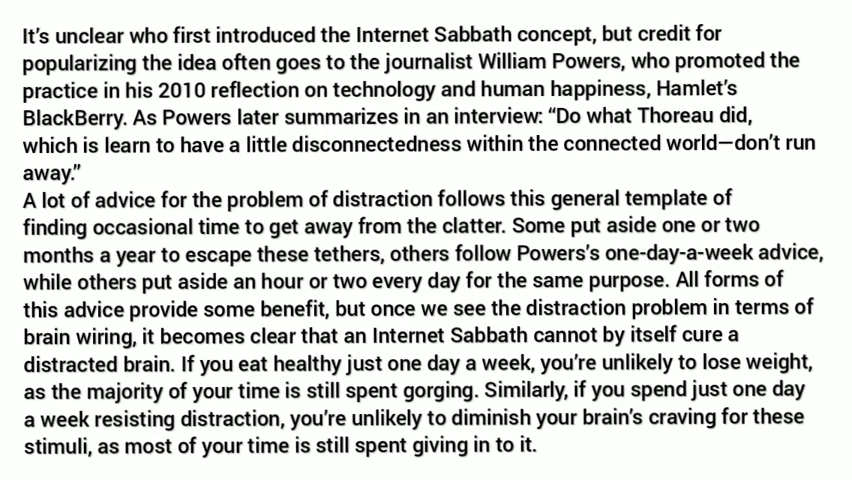 It’s unclear who first introduced the Internet Sabbath concept, but credit for
popularizing the idea often goes to the journalist William Powers, who promoted the
practice in his 2010 reflection on technology and human happiness, Hamlet’s
BlackBerry. As Powers later summarizes in an interview: “Do what Thoreau did,
which is learn to have a little disconnectedness within the connected world—don’t run
away.”
A lot of advice for the problem of distraction follows this general template of
finding occasional time to get away from the clatter. Some put aside one or two
months a year to escape these tethers, others follow Powers’s one-day-a-week advice,
while others put aside an hour or two every day for the same purpose. All forms of
this advice provide some benefit, but once we see the distraction problem in terms of
brain wiring, it becomes clear that an Internet Sabbath cannot by itself cure a
distracted brain. If you eat healthy just one day a week, you’re unlikely to lose weight,
as the majority of your time is still spent gorging. Similarly, if you spend just one day
a week resisting distraction, you’re unlikely to diminish your brain’s craving for these
stimuli, as most of your time is still spent giving in to it.